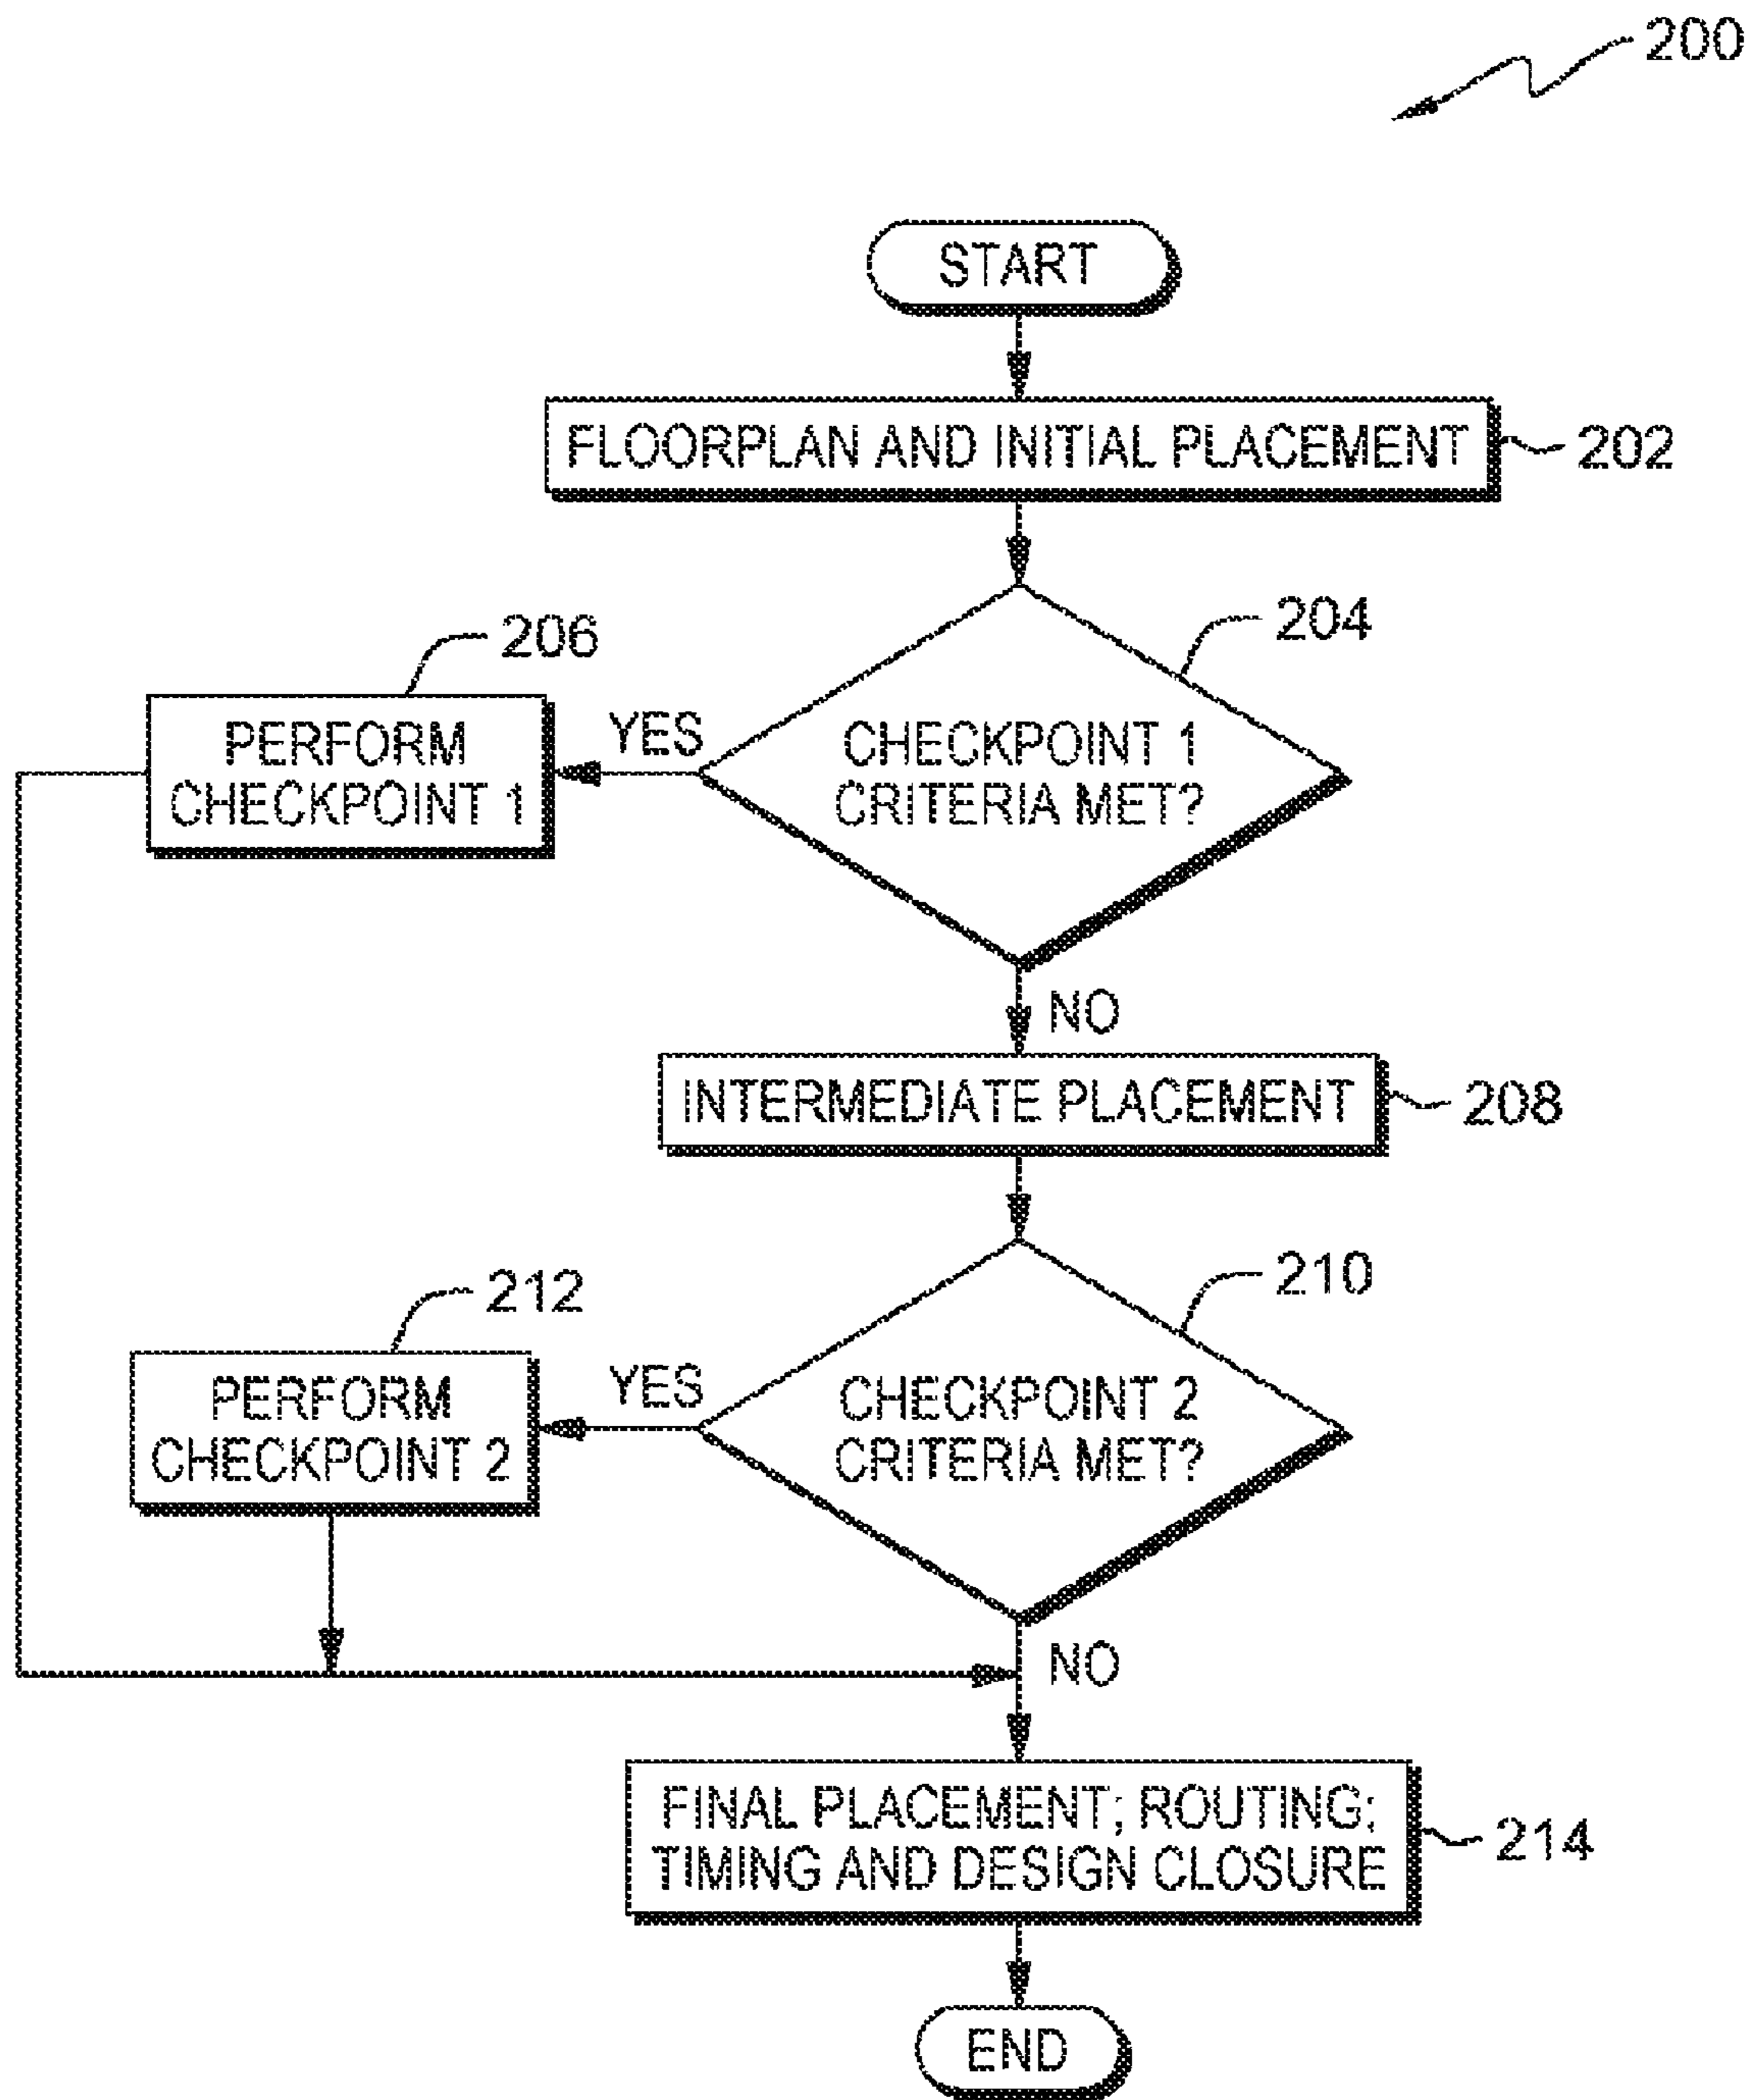 200
START
FLOORPLAN AND INITIAL PLACEMENT
202
204
206
PERFORM
CHECKPOINT 1
YES
CHECKPOINT 1
CRITERIA MET?
NO
INTERMEDIATE PLACEMENT
208
210
212
PERFORM
CHECKPOINT 2
YES
CHECKPOINT 2
CRITERIA MET?
NO
FINAL PLACEMENT; ROUTING;
TIMING AND DESIGN CLOSURE
214
END